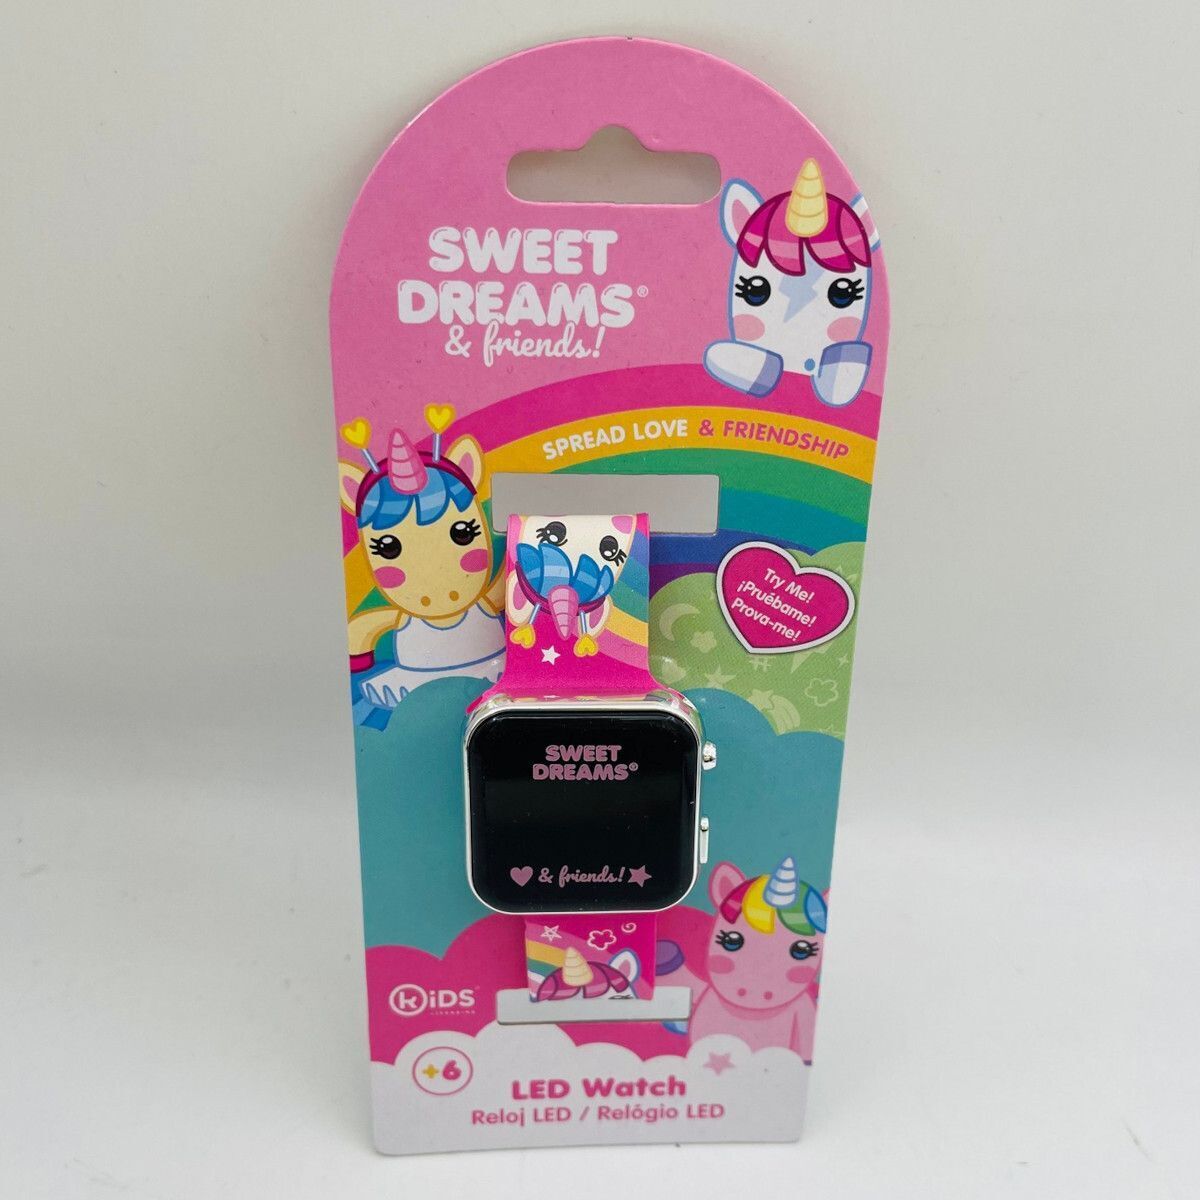 SWEET
DREAMS®
& friends!
SPREAD LOVE & FRIENDSHIP
Try Me!
¡Pruébame!
Prova-me!
SWEET
DREAMS®
& friends!
KiDS
LICENSING
+6
LED Watch
Reloj LED / Relógio LED